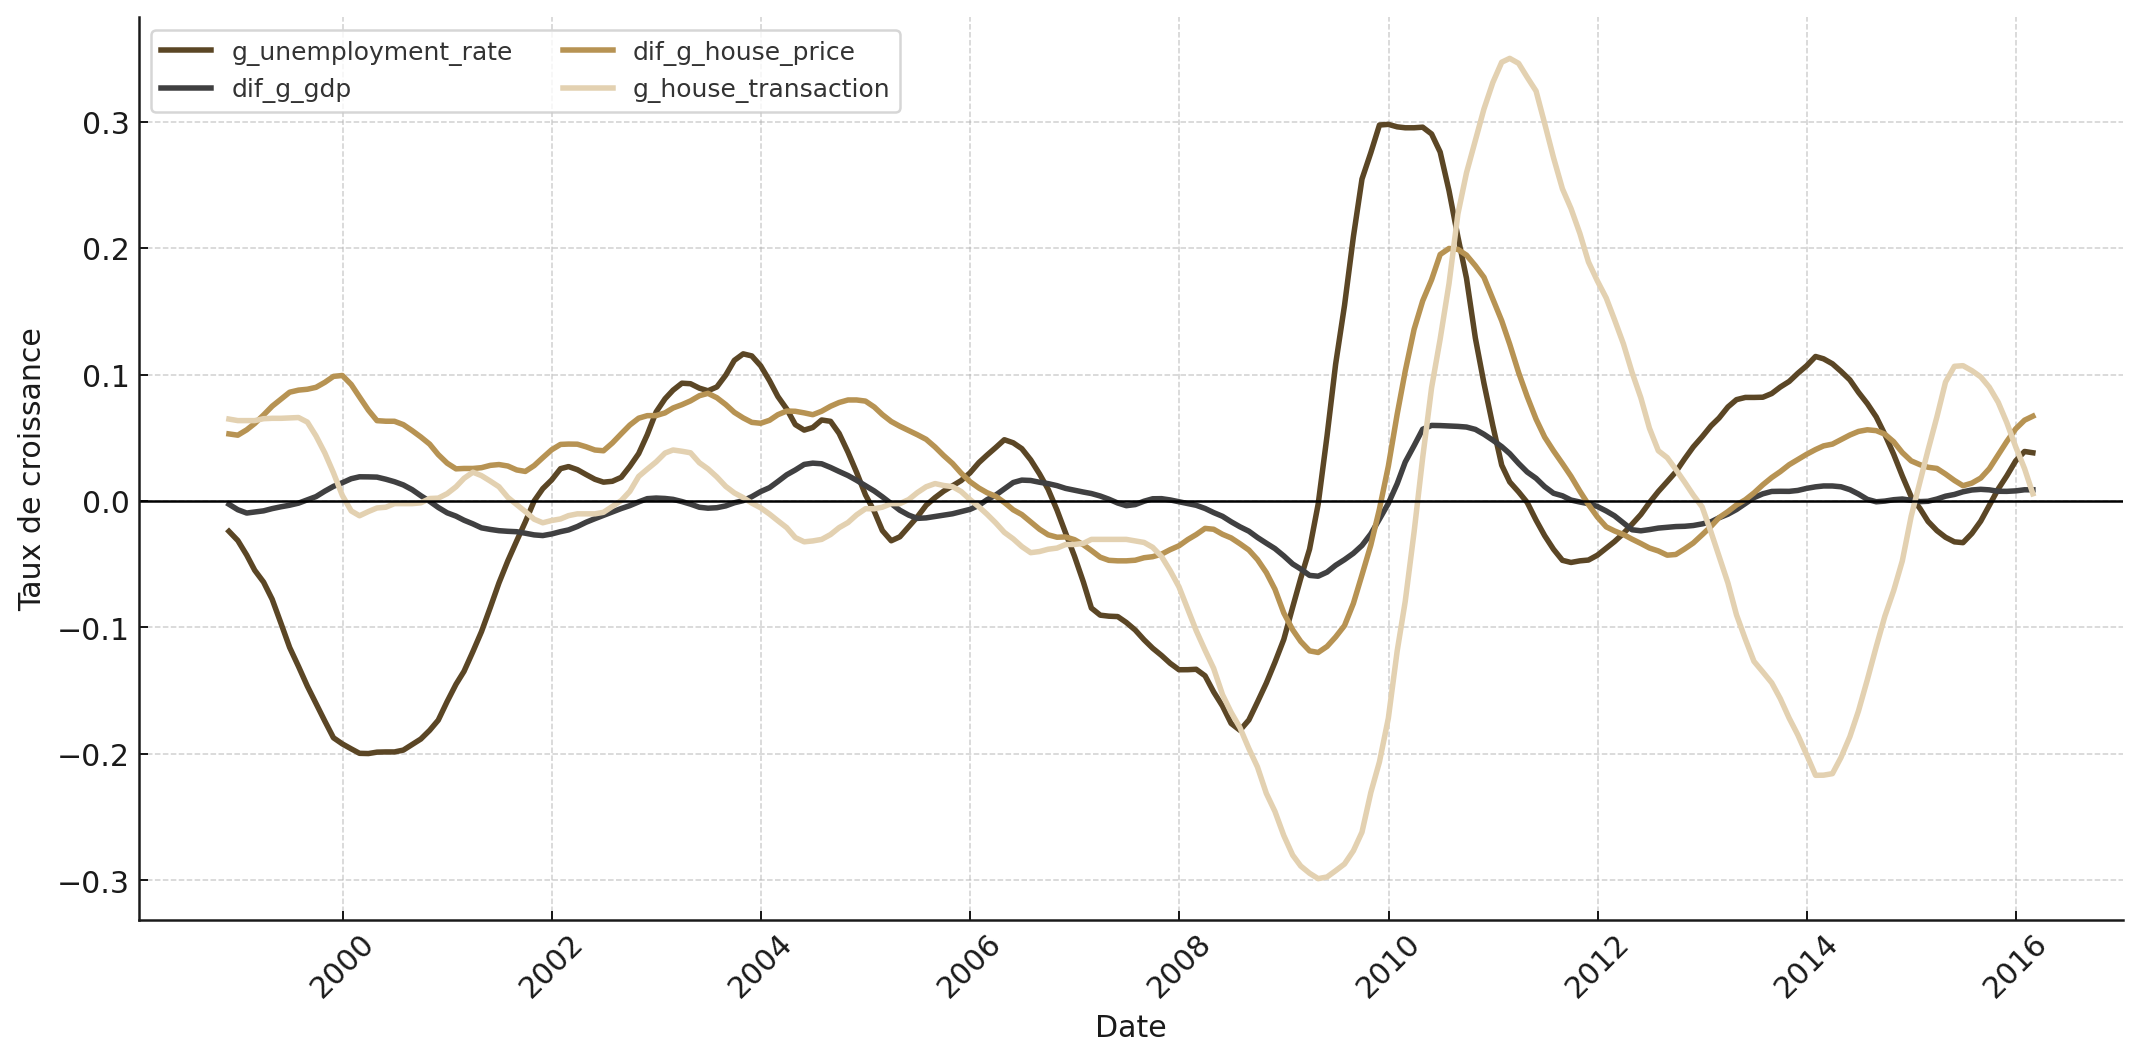 g_unemployment_rate
dif_g_gdp
dif_g_house_price
g_house_transaction
Taux de croissance
0.3
0.2
0.1
0.0
−0.1
−0.2
−0.3
2000
2002
2004
2006
2008
2010
2012
2014
2016
Date